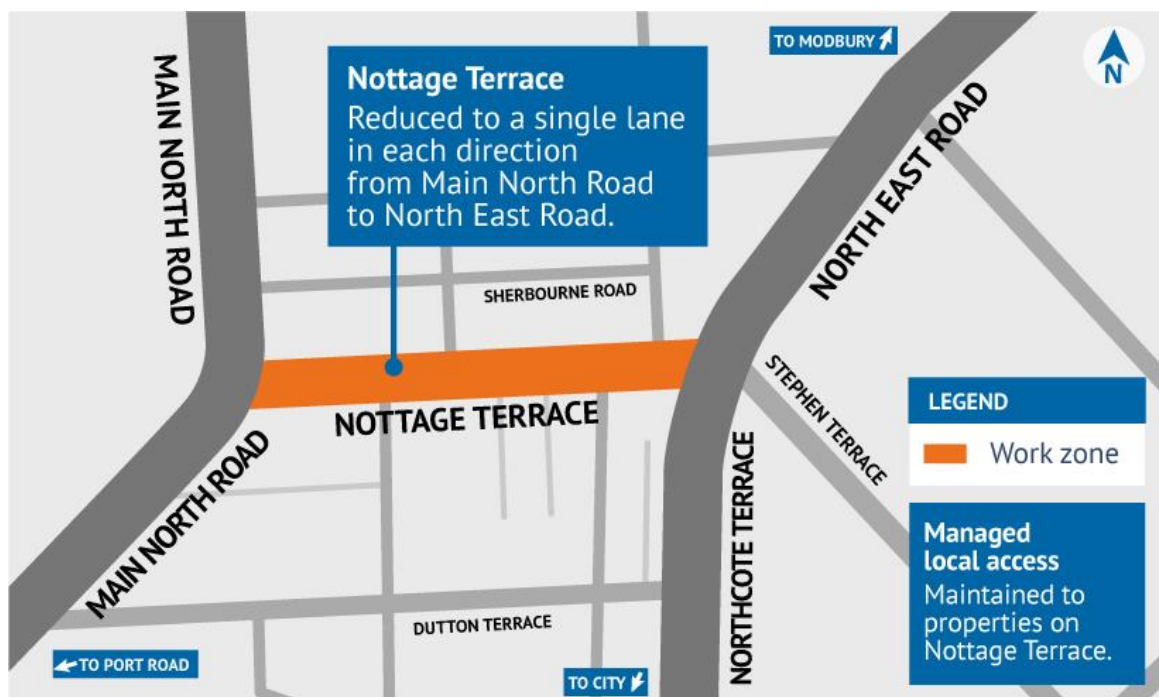 TO MODBURY
N
MAIN NORTH ROAD
Nottage Terrace
Reduced to a single lane
in each direction
from Main North Road
to North East Road.
NORTH EAST ROAD
SHERBOURNE ROAD
NOTTAGE TERRACE
STEPHEN TERRACE
LEGEND
Work zone
MAIN NORTH ROAD
NORTHCOTE TERRACE
Managed
local access
Maintained to
properties on
Nottage Terrace.
DUTTON TERRACE
TO PORT ROAD
TO CITY